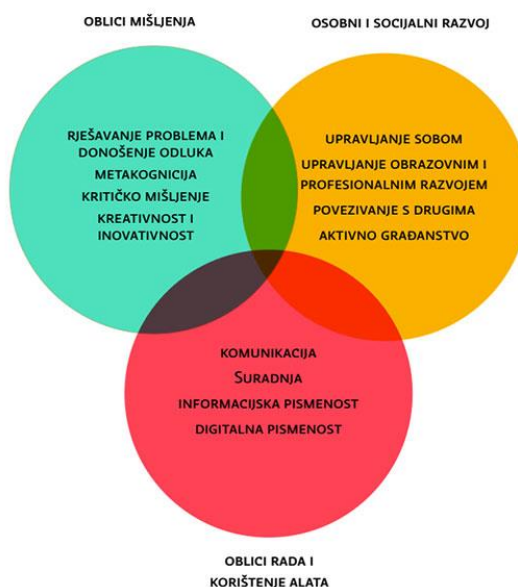 OBLICI MIŠLJENJA
OSOBNI I SOCIJALNI RAZVOJ
RJEŠAVANJE PROBLEMA I
DONOŠENJE ODLUKA
METAKOGNICIJA
KRITIČKO MIŠLJENJE
KREATIVNOST I
INOVATIVNOST
UPRAVLJANJE SOBOM
UPRAVLJANJE OBRAZOVNIM I
PROFESIONALNIM RAZVOJEM
POVEZIVANJE S DRUGIMA
AKTIVNO GRAĐANSTVO
KOMUNIKACIJA
SURADNJA
INFORMACIJSKA PISMENOST
DIGITALNA PISMENOST
OBLICI RADA I
KORIŠTENJE ALATA